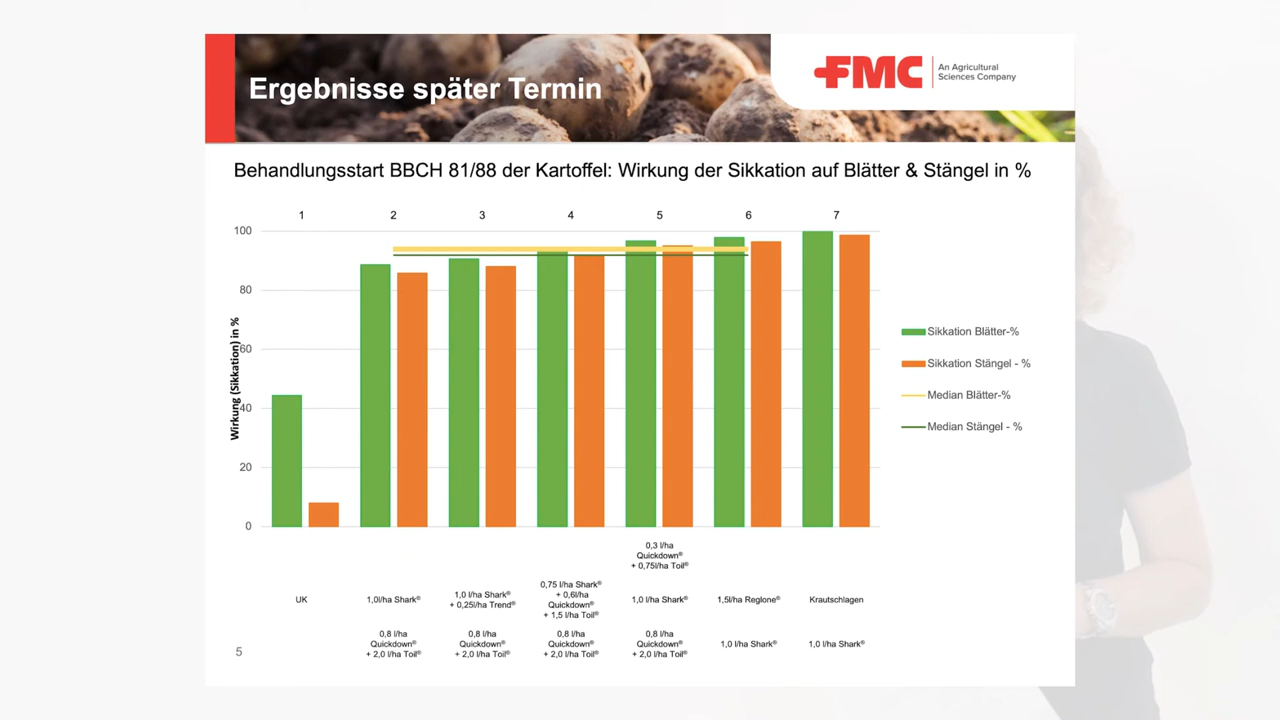 Ergebnisse später Termin
FMC
An Agricultural
Sciences Company
Behandlungsstart BBCH 81/88 der Kartoffel: Wirkung der Sikkation auf Blätter & Stängel in %
1 2 3 4 5 6 7
100
80
60
40
20
0
Wirkung (Sikkation) in %
Sikkation Blätter-%
Sikkation Stängel - %
Median Blätter-%
Median Stängel - %
0,3 l/ha
Quickdown®
+ 0,75l/ha Toil®
UK
1,0l/ha Shark®
1,0 l/ha Shark®
+ 0,25l/ha Trend®
0,75 l/ha Shark®
+ 0,6l/ha
Quickdown®
+ 1,5 l/ha Toil®
1,0 l/ha Shark®
1,5l/ha Reglone®
Krautschlagen
0,8 l/ha
Quickdown®
+ 2,0 l/ha Toil®
0,8 l/ha
Quickdown®
+ 2,0 l/ha Toil®
0,8 l/ha
Quickdown®
+ 2,0 l/ha Toil®
0,8 l/ha
Quickdown®
+ 2,0 l/ha Toil®
1,0 l/ha Shark®
1,0 l/ha Shark®
5